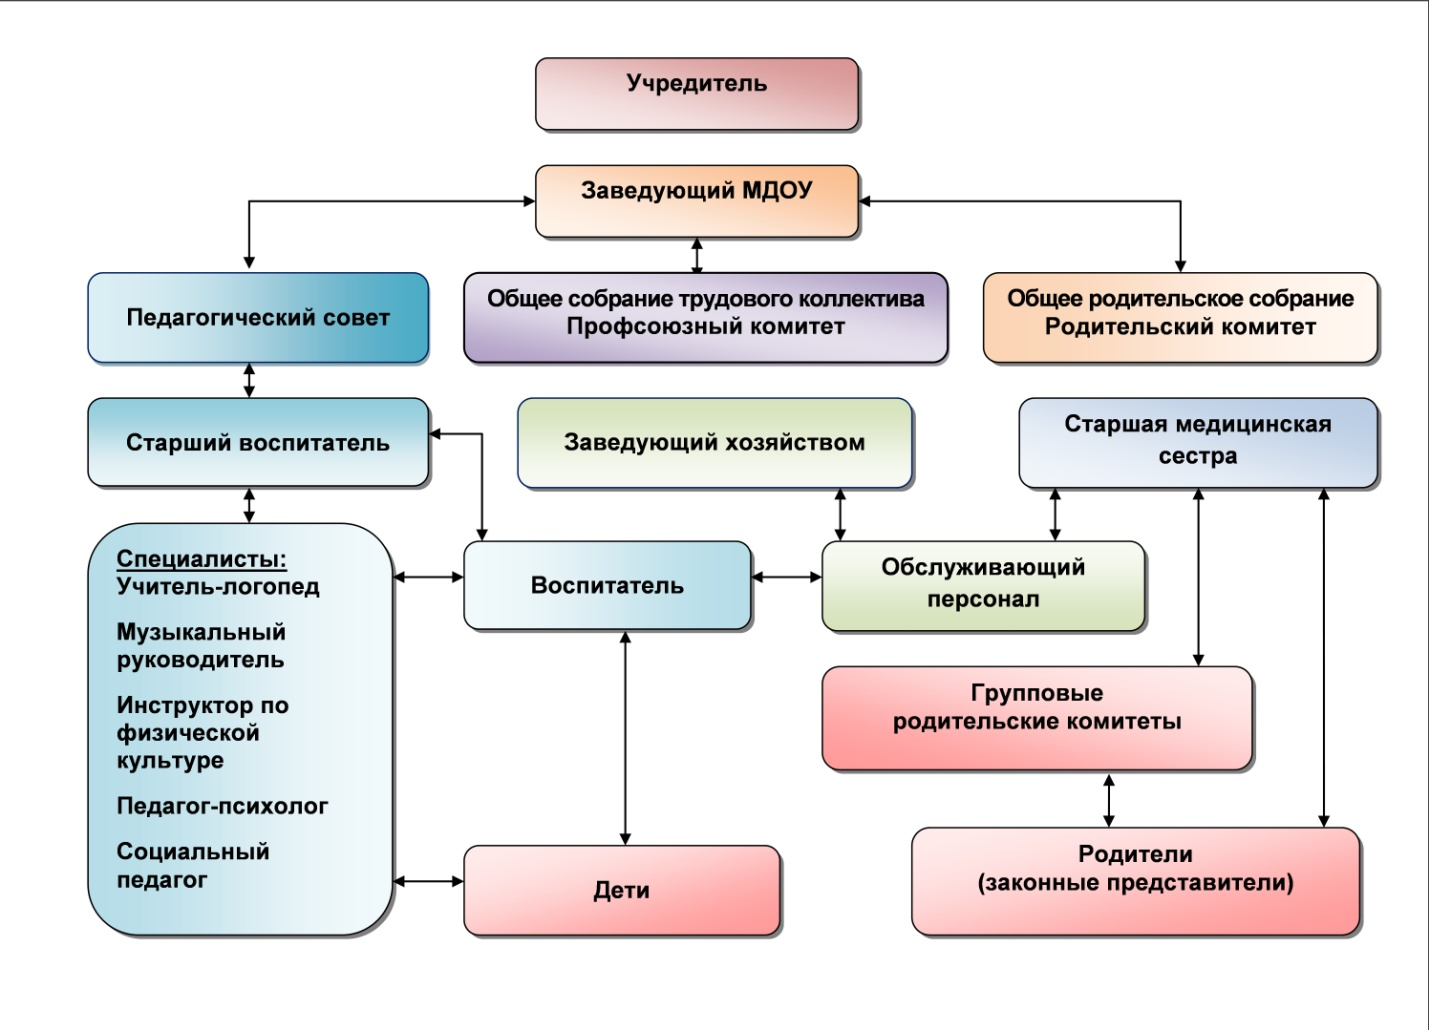 Учредитель
Заведующий МДОУ
Педагогический совет
Общее собрание трудового коллектива
Профсоюзный комитет
Общее родительское собрание
Родительский комитет
Старший воспитатель
Заведующий хозяйством
Старшая медицинская
сестра
Специалисты:
Учитель-логопед
Музыкальный
руководитель
Инструктор по
физической
культуре
Педагог-психолог
Социальный
педагог
Воспитатель
Обслуживающий
персонал
Групповые
родительские комитеты
Дети
Родители
(законные представители)